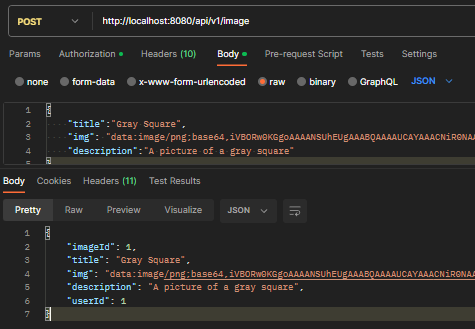 POST http://localhost:8080/api/v1/image
Params Authorization Headers (10) Body Pre-request Script Tests Settings
none form-data x-www-form-urlencoded raw binary GraphQL JSON
1 {
2 "title":"Gray Square",
3 "img": "data:image/png;base64,iVBORw0KGgoAAAANSUhEUgAAABQAAAAUCAYAAACNiR0NAA
4 "description":"A picture of a gray square"
5 }
Body Cookies Headers (11) Test Results
Pretty Raw Preview Visualize JSON
1 {
2 "imageId": 1,
3 "title": "Gray Square",
4 "img": "data:image/png;base64,iVBORw0KGgoAAAANSUhEUgAAABQAAAAUCAYAAACNiR0NAA
5 "description": "A picture of a gray square",
6 "userId": 1
7 }